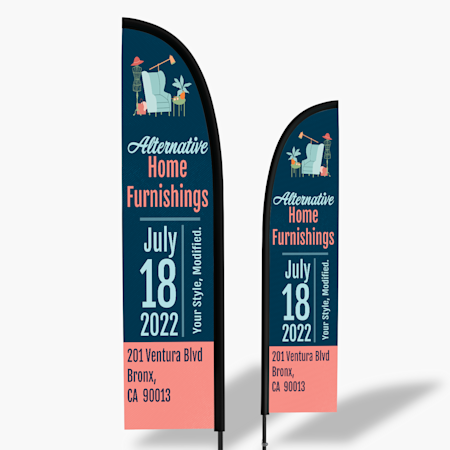 Alternative
Home
Furnishings
July
18
2022
Your Style, Modified.
201 Ventura Blvd
Bronx,
CA 90013
Alternative
Home
Furnishings
July
18
2022
Your Style, Modified.
201 Ventura Blvd
Bronx,
CA 90013